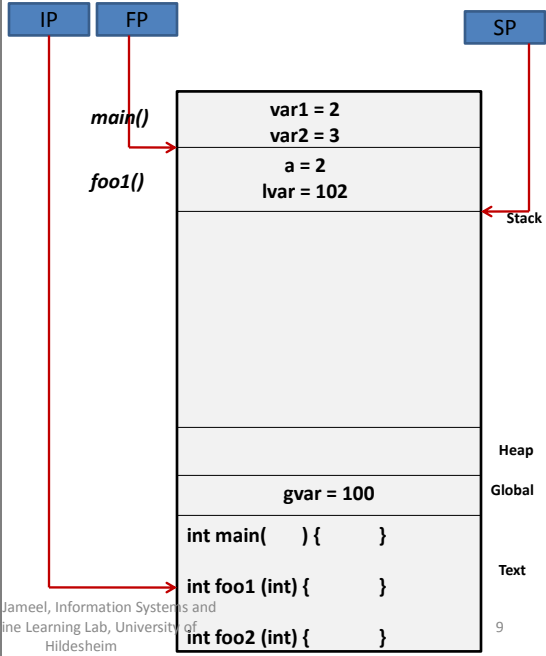 IP
FP
SP
main()
var1 = 2
var2 = 3
foo1()
a = 2
lvar = 102
Stack
Heap
gvar = 100
Global
int main( ) { }
Text
int foo1 (int) { }
Jameel, Information Systems and
ine Learning Lab, University of
Hildesheim
9
int foo2 (int) { }